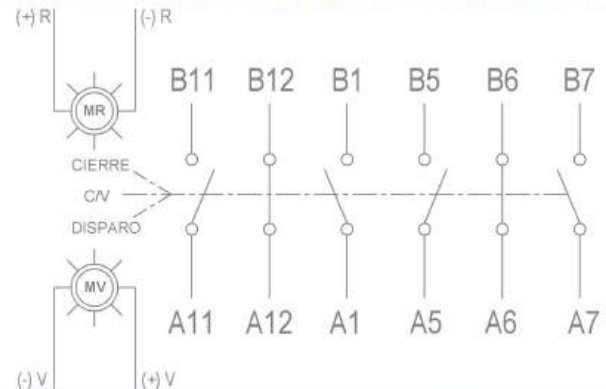 (+) R (-) R
B11 B12 B1 B5 B6 B7
MR
CIERRE
C/V
DISPARO
MV
A11 A12 A1 A5 A6 A7
(-) V (+) V